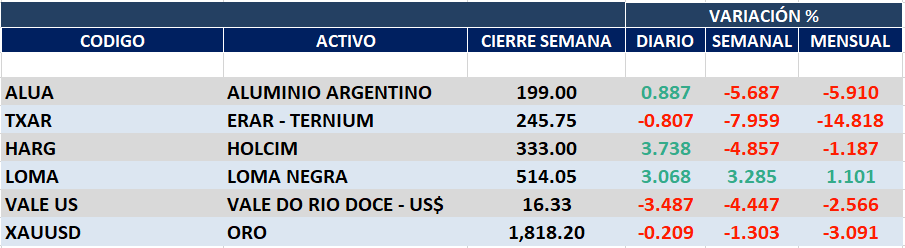 VARIACIÓN %
CODIGO ACTIVO CIERRE SEMANA DIARIO SEMANAL MENSUAL
ALUA ALUMINIO ARGENTINO 199.00 0.887 -5.687 -5.910
TXAR ERAR - TERNIUM 245.75 -0.807 -7.959 -14.818
HARG HOLCIM 333.00 3.738 -4.857 -1.187
LOMA LOMA NEGRA 514.05 3.068 3.285 1.101
VALE US VALE DO RIO DOCE - US$ 16.33 -3.487 -4.447 -2.566
XAUUSD ORO 1,818.20 -0.209 -1.303 -3.091